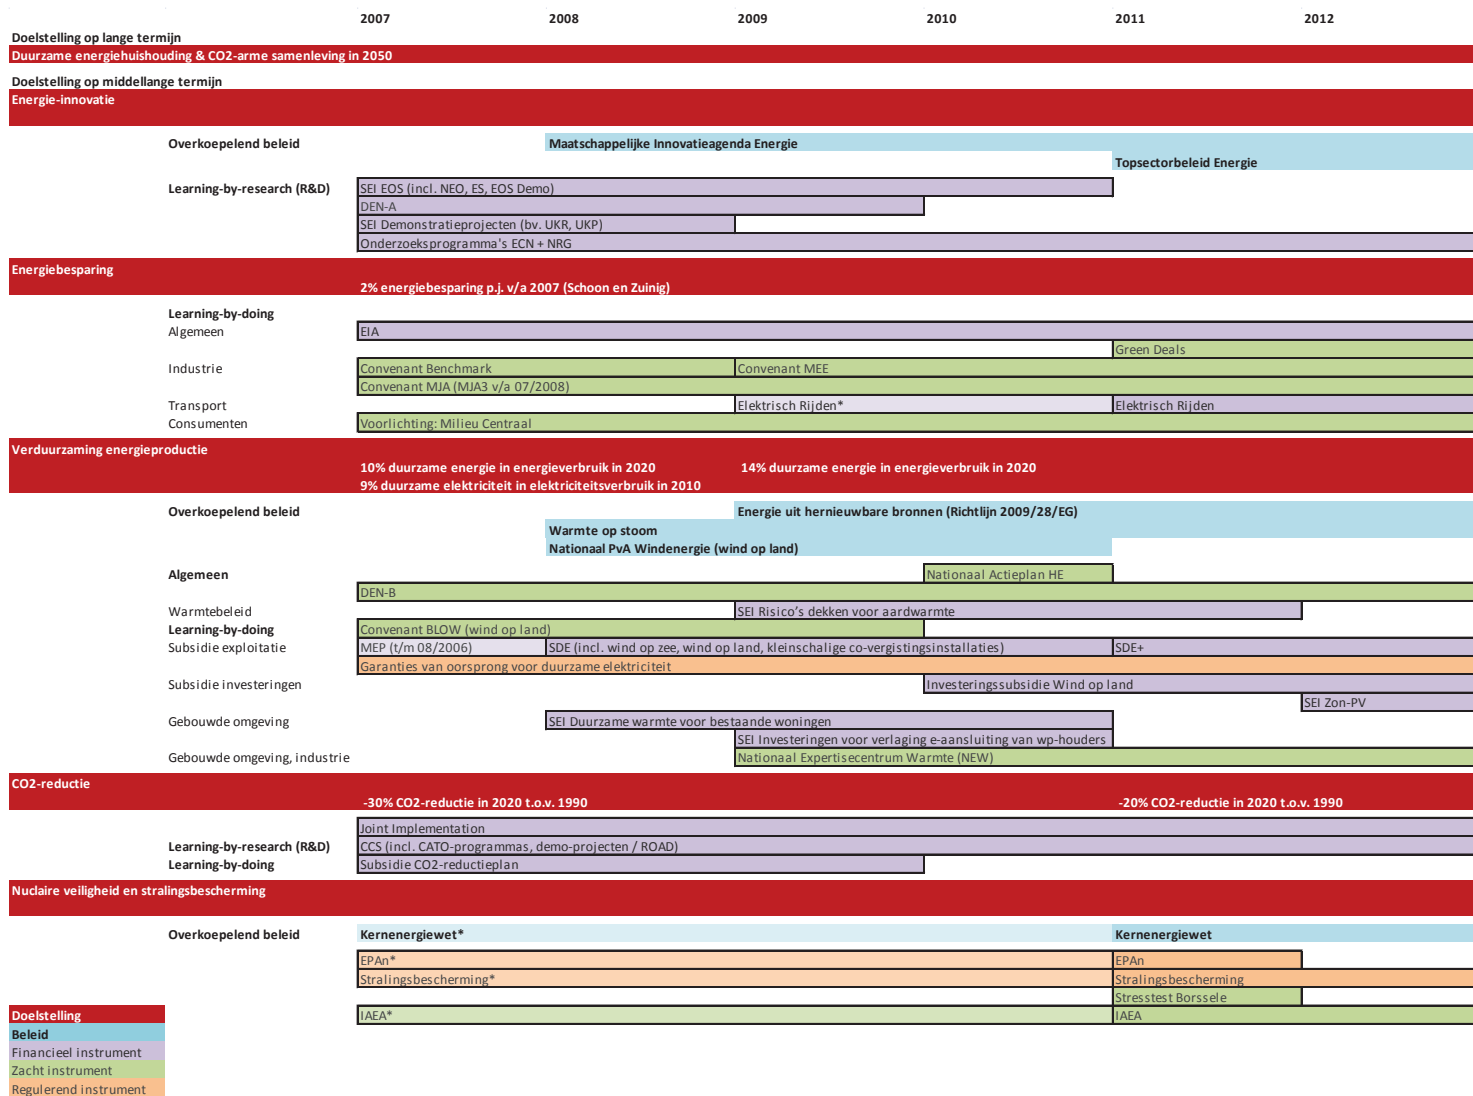 2007 2008 2009 2010 2011 2012
Doelstelling op lange termijn
Duurzame energiehuishouding & CO2-arme samenleving in 2050
Doelstelling op middellange termijn
Energie-innovatie
Overkoepelend beleid Maatschappelijke Innovatieagenda Energie
Topsectorbeleid Energie
Learning-by-research (R&D) SEI EOS (incl. NEO, ES, EOS Demo)
DEN-A
SEI Demonstratieprojecten (bv. UKR, UKP)
Onderzoeksprogramma's ECN + NRG
Energiebesparing
2% energiebesparing p.j. v/a 2007 (Schoon en Zuinig)
Learning-by-doing
Algemeen EIA
Green Deals
Industrie Convenant Benchmark Convenant MEE
Convenant MJA (MJA3 v/a 07/2008)
Transport Elektrisch Rijden* Elektrisch Rijden
Consumenten Voorlichting: Milieu Centraal
Verduurzaming energieproductie
10% duurzame energie in energieverbruik in 2020 14% duurzame energie in energieverbruik in 2020
9% duurzame elektriciteit in elektriciteitsverbruik in 2010
Overkoepelend beleid Energie uit hernieuwbare bronnen (Richtlijn 2009/28/EG)
Warmte op stoom
Nationaal PvA Windenergie (wind op land)
Algemeen Nationaal Actieplan HE
DEN-B
Warmtebeleid SEI Risico's dekken voor aardwarmte
Learning-by-doing Convenant BLOW (wind op land)
Subsidie exploitatie MEP (t/m 08/2006) SDE (incl. wind op zee, wind op land, kleinschalige co-vergistingsinstallaties) SDE+
Garanties van oorsprong voor duurzame elektriciteit
Subsidie investeringen Investeringssubsidie Wind op land
SEI Zon-PV
Gebouwde omgeving SEI Duurzame warmte voor bestaande woningen
SEI Investeringen voor verlaging e-aansluiting van wp-houders
Gebouwde omgeving, industrie Nationaal Expertisecentrum Warmte (NEW)
CO2-reductie
-30% CO2-reductie in 2020 t.o.v. 1990 -20% CO2-reductie in 2020 t.o.v. 1990
Joint Implementation
Learning-by-research (R&D) CCS (incl. CATO-programmas, demo-projecten / ROAD)
Learning-by-doing Subsidie CO2-reductieplan
Nuclaire veiligheid en stralingsbescherming
Overkoepelend beleid Kernenergiewet* Kernenergiewet
EPAn* EPAn
Stralingsbescherming* Stralingsbescherming
Stresstest Borssele
Doelstelling IAEA* IAEA
Beleid
Financieel instrument
Zacht instrument
Regulerend instrument